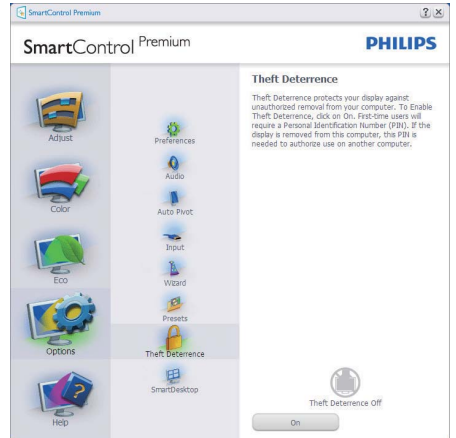 SmartControl Premium
? ×
SmartControl Premium
PHILIPS
Adjust
Color
Eco
Options
Help
Preferences
Audio
Auto Pivot
Input
Wizard
Presets
Theft Deterrence
SmartDesktop
Theft Deterrence
Theft Deterrence protects your display against
unauthorized removal from your computer. To Enable
Theft Deterrence, click on On. First-time users will
require a Personal Identification Number (PIN). If the
display is removed from this computer, this PIN is
needed to authorize use on another computer.
Theft Deterrence Off
On